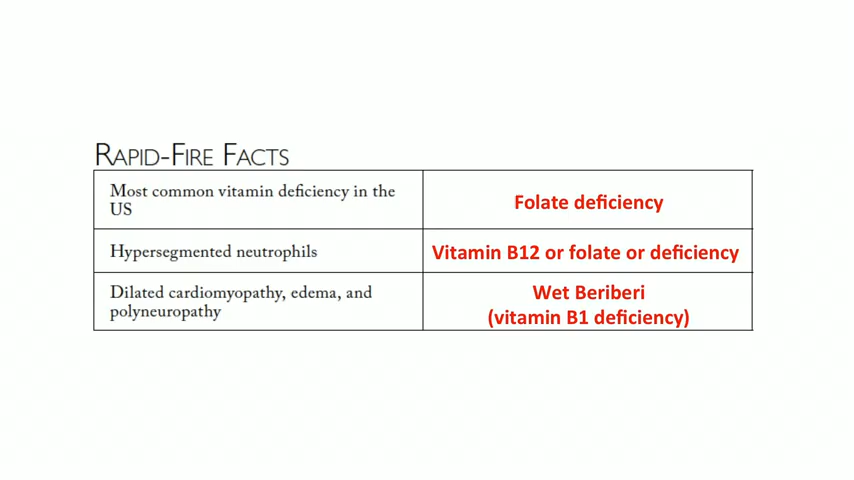 RAPID-FIRE FACTS
Most common vitamin deficiency in the
US
Folate deficiency
Hypersegmented neutrophils
Vitamin B12 or folate or deficiency
Dilated cardiomyopathy, edema, and
polyneuropathy
Wet Beriberi
(vitamin B1 deficiency)